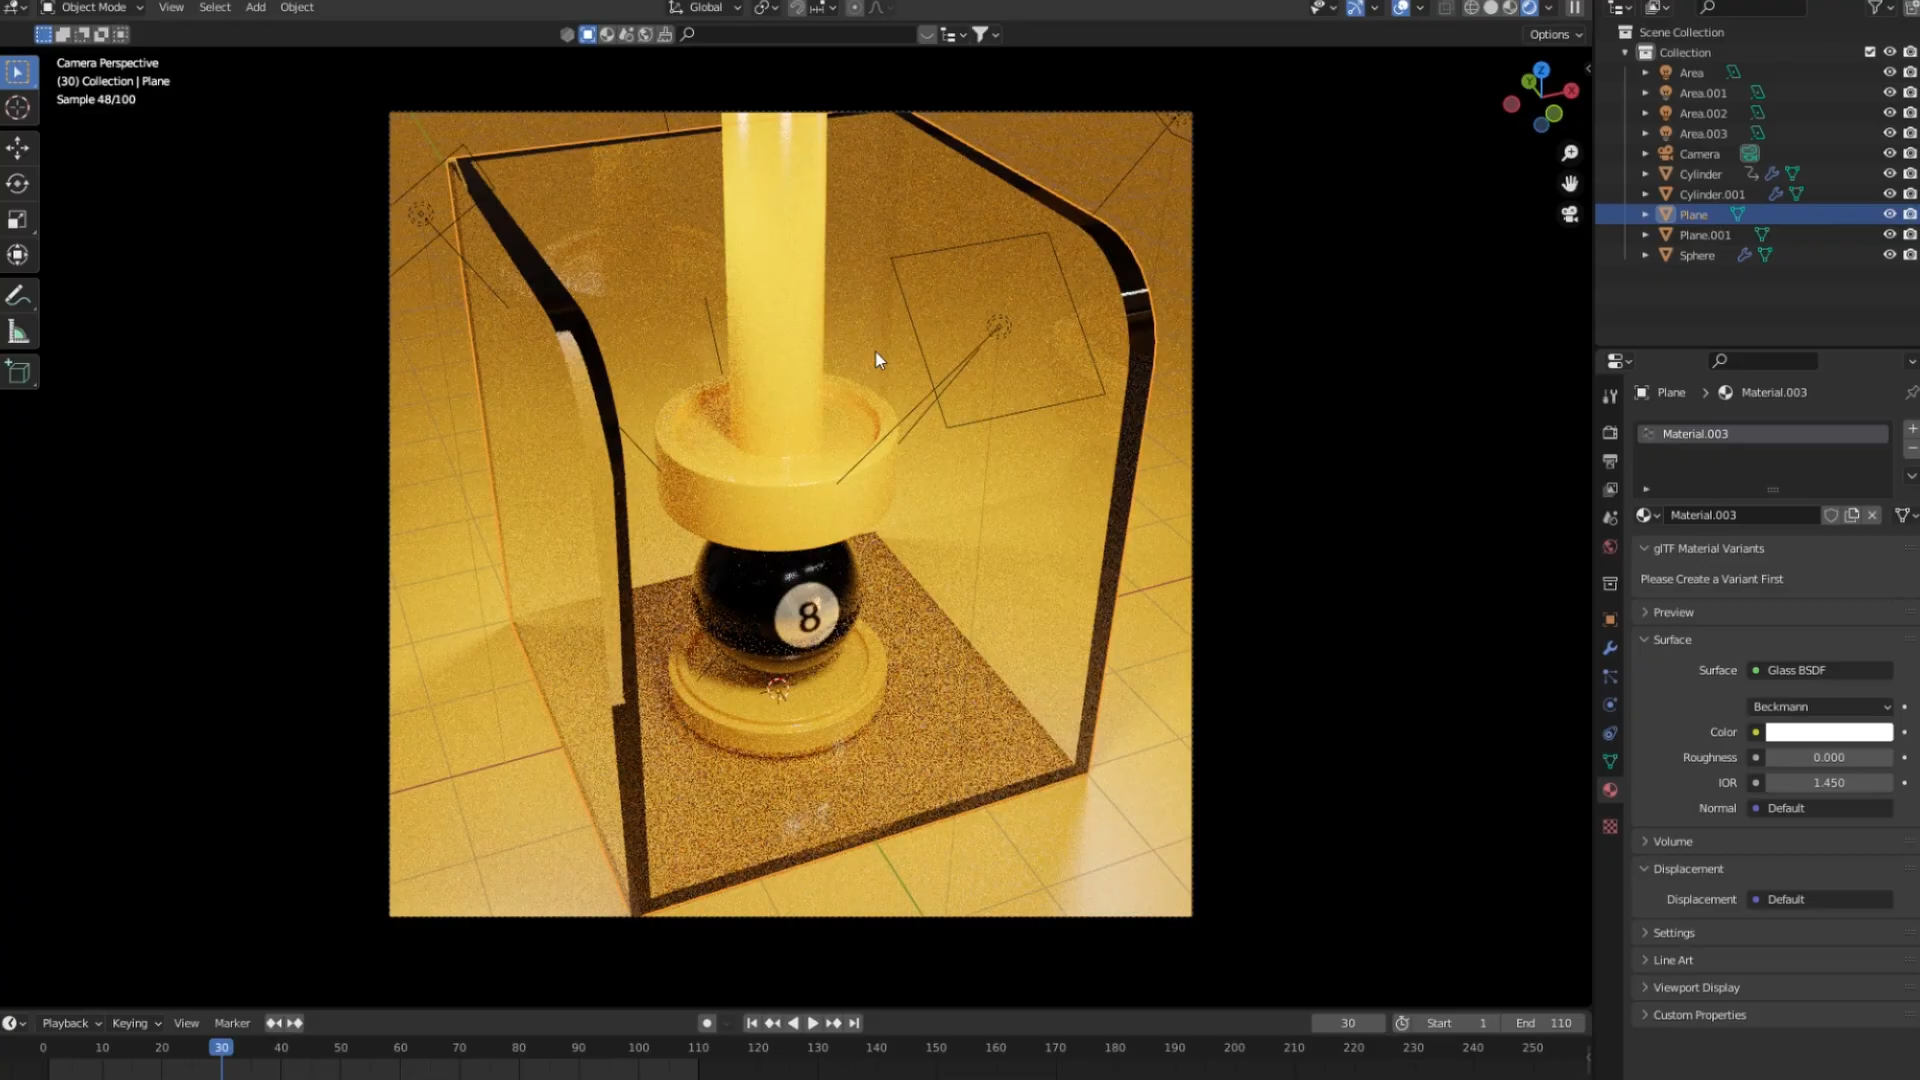 Object Mode View Select Add Object Global
Options
Camera Perspective
(30) Collection | Plane
Sample 48/100
Z
Y
X
8
Scene Collection
Collection
Area
Area.001
Area.002
Area.003
Camera
Cylinder
Cylinder.001
Plane
Plane.001
Sphere
Plane > Material.003
Material.003
Material.003
glTF Material Variants
Please Create a Variant First
Preview
Surface
Surface Glass BSDF
Beckmann
Color
Roughness 0.000
IOR 1.450
Normal Default
Volume
Displacement
Displacement Default
Settings
Line Art
Viewport Display
Custom Properties
Playback Keying View Marker 30 Start 1 End 110
0 10 20 30 40 50 60 70 80 90 100 110 120 130 140 150 160 170 180 190 200 210 220 230 240 250